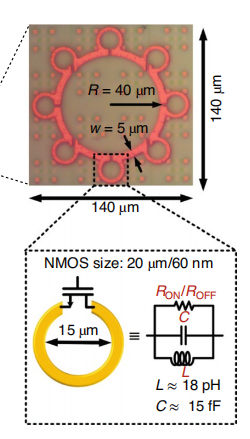 R = 40 μm
w = 5 μm
140 μm
140 μm
NMOS size: 20 μm/60 nm
15 μm
≡
R_ON/R_OFF
C
L
L ≈ 18 pH
C ≈ 15 fF